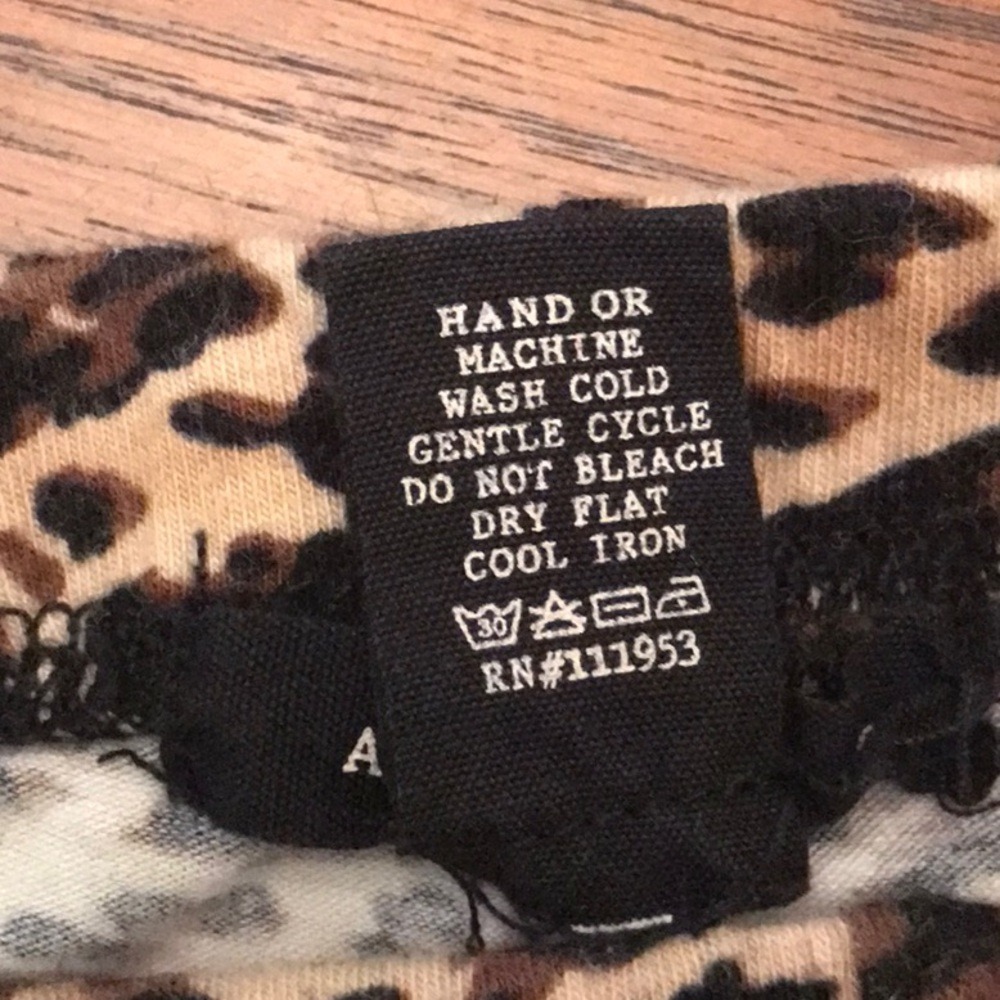 HAND OR
MACHINE
WASH COLD
GENTLE CYCLE
DO NOT BLEACH
DRY FLAT
COOL IRON
30
RN#111953
A